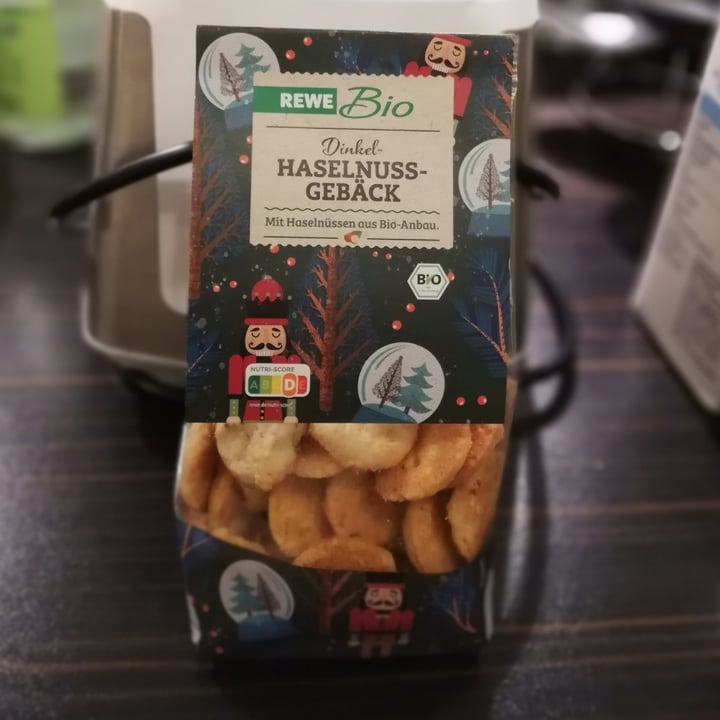 REWE Bio
Dinkel-
HASELNUSS-
GEBÄCK
Mit Haselnüssen aus Bio-Anbau.
BIO
NUTRI-SCORE
A B C D E